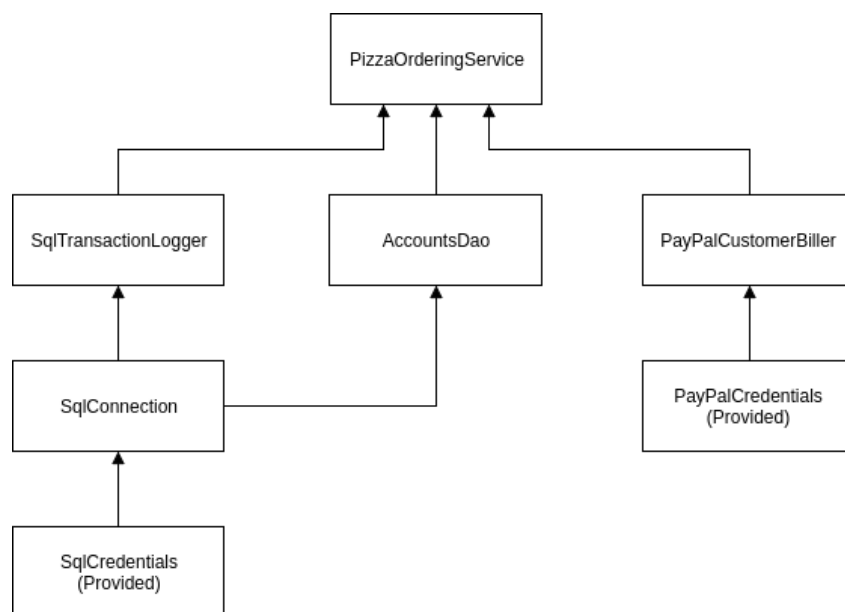 PizzaOrderingService
SqlTransactionLogger
AccountsDao
PayPalCustomerBiller
SqlConnection
PayPalCredentials
(Provided)
SqlCredentials
(Provided)